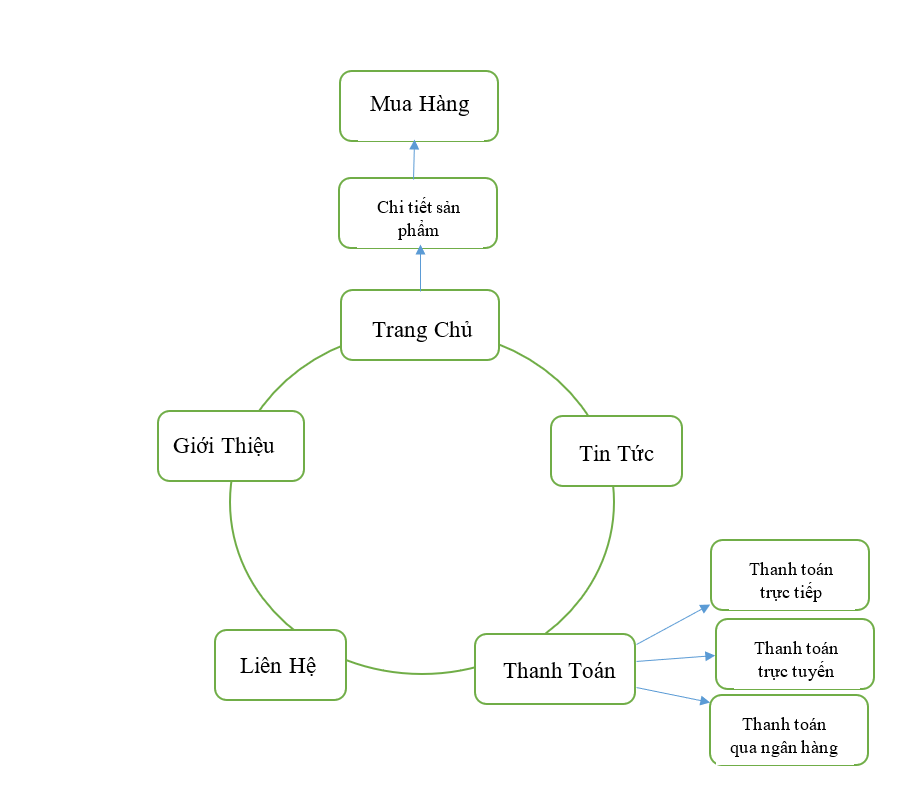 Mua Hàng
Chi tiết sản
phẩm
Trang Chủ
Giới Thiệu
Tin Tức
Thanh toán
trực tiếp
Thanh toán
trực tuyến
Liên Hệ
Thanh Toán
Thanh toán
qua ngân hàng